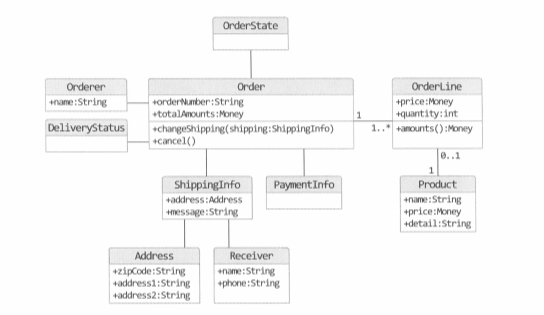 OrderState
Orderer
+name:String
Order
+orderNumber:String
+totalAmounts:Money
+changeShipping(shipping:ShippingInfo)
+cancel()
OrderLine
+price:Money
+quantity:int
+amounts():Money
1
1..*
DeliveryStatus
0..1
1
ShippingInfo
+address:Address
+message:String
PaymentInfo
Product
+name:String
+price:Money
+detail:String
Address
+zipCode:String
+address1:String
+address2:String
Receiver
+name:String
+phone:String